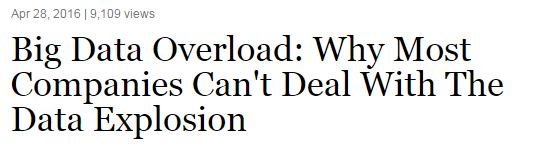 Apr 28, 2016 | 9,109 views
Big Data Overload: Why Most
Companies Can't Deal With The
Data Explosion